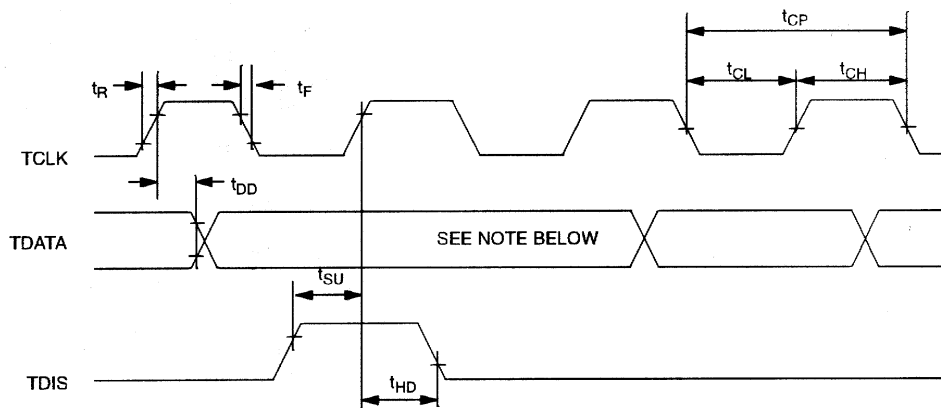 tCP
tCL
tCH
tR
tF
TCLK
tDD
TDATA
SEE NOTE BELOW
tSU
TDIS
tHD